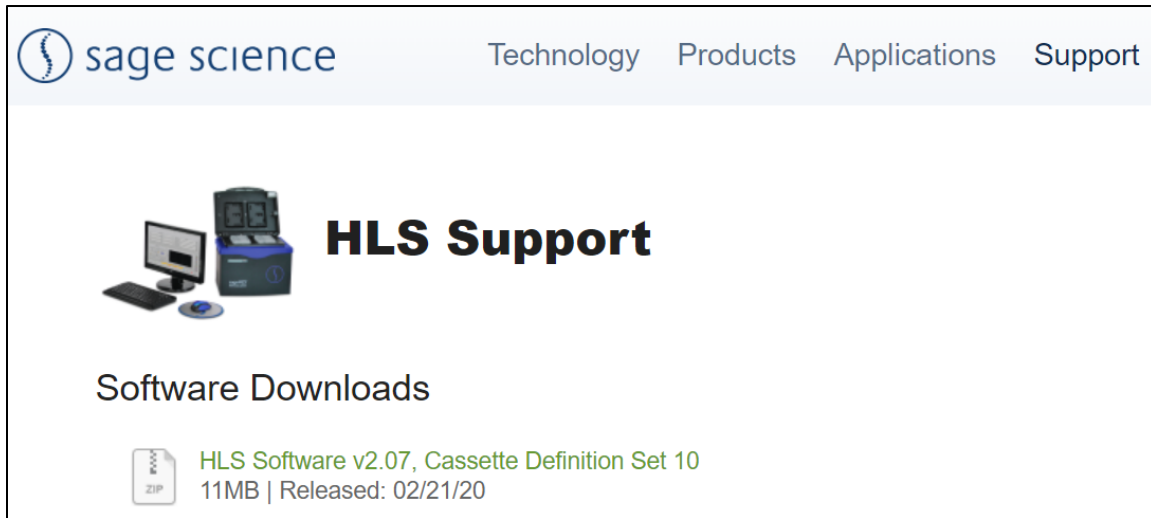 sage science
Technology Products Applications Support
HLS Support
Software Downloads
ZIP
HLS Software v2.07, Cassette Definition Set 10
11MB | Released: 02/21/20